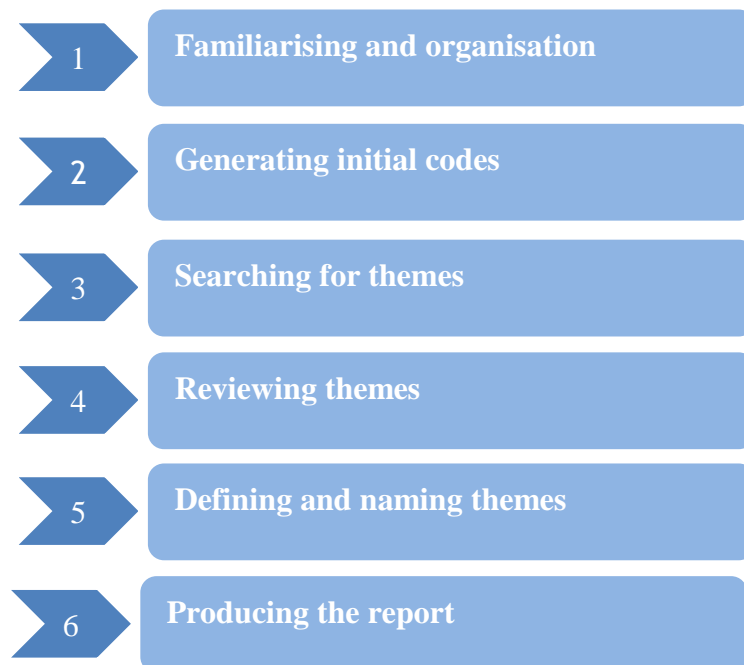 1 Familiarising and organisation
2 Generating initial codes
3 Searching for themes
4 Reviewing themes
5 Defining and naming themes
6 Producing the report